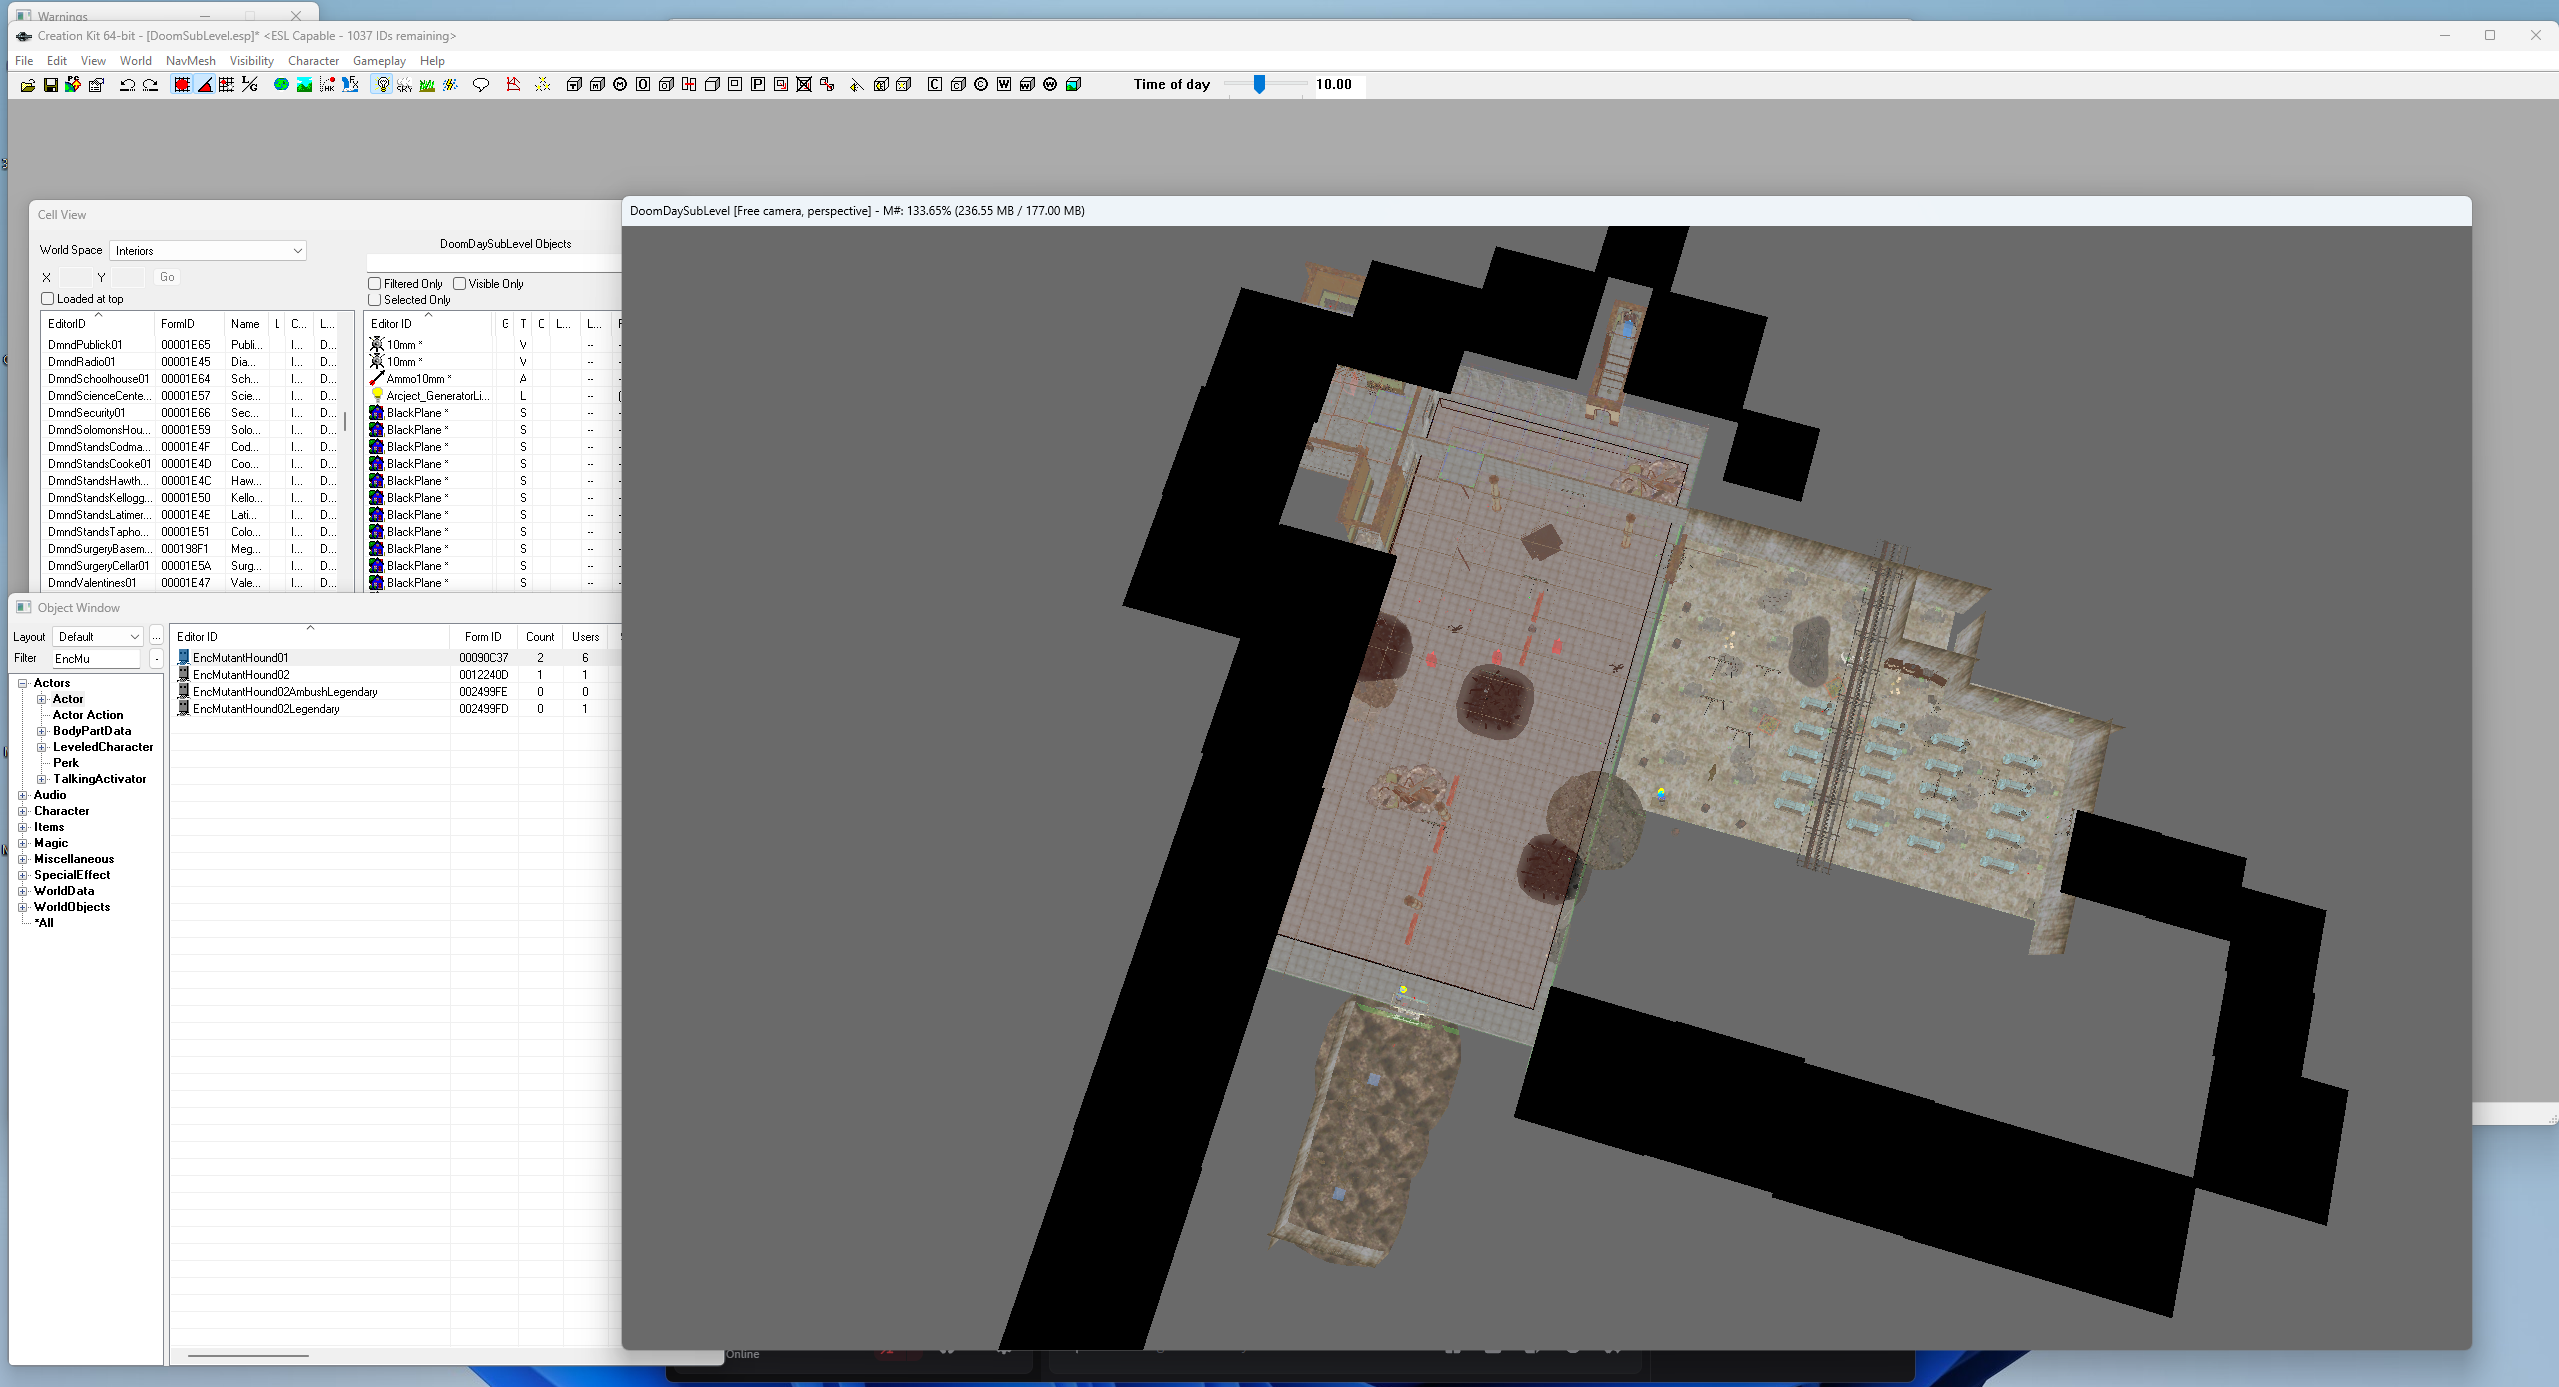 Warnings
Creation Kit 64-bit - [DoomSubLevel.esp]* <ESL Capable - 1037 IDs remaining>
File Edit View World NavMesh Visibility Character Gameplay Help
Time of day 10.00
Cell View
World Space Interiors
X Y Go
Loaded at top
EditorID FormID Name L C... L...
DmndPublick01 00001E65 Publi... I... D...
DmndRadio01 00001E45 Dia... I... D...
DmndSchoolhouse01 00001E64 Sch... I... D...
DmndScienceCente... 00001E57 Scie... I... D...
DmndSecurity01 00001E66 Sec... I... D...
DmndSolomonsHou... 00001E59 Solo... I... D...
DmndStandsCodma... 00001E4F Cod... I... D...
DmndStandsCooke01 00001E4D Coo... I... D...
DmndStandsHawth... 00001E4C Haw... I... D...
DmndStandsKellogg... 00001E50 Kello... I... D...
DmndStandsLatimer... 00001E4E Lati... I... D...
DmndStandsTapho... 00001E51 Colo... I... D...
DmndSurgeryBasem... 000198F1 Meg... I... D...
DmndSurgeryCellar01 00001E5A Surg... I... D...
DmndValentines01 00001E47 Vale... I... D...
DoomDaySubLevel Objects
Filtered Only Visible Only
Selected Only
Editor ID G T C L... L... F
10mm * V --
10mm * V --
Ammo10mm * A --
Arcject_GeneratorLi... L --
BlackPlane * S --
BlackPlane * S --
BlackPlane * S --
BlackPlane * S --
BlackPlane * S --
BlackPlane * S --
BlackPlane * S --
BlackPlane * S --
BlackPlane * S --
BlackPlane * S --
BlackPlane * S --
DoomDaySubLevel [Free camera, perspective] - M#: 133.65% (236.55 MB / 177.00 MB)
Object Window
Layout Default ...
Filter EncMu -
Actors
Actor
Actor Action
BodyPartData
LeveledCharacter
Perk
TalkingActivator
Audio
Character
Items
Magic
Miscellaneous
SpecialEffect
WorldData
WorldObjects
*All
Editor ID Form ID Count Users
EncMutantHound01 00090C37 2 6
EncMutantHound02 0012240D 1 1
EncMutantHound02AmbushLegendary 002499FE 0 0
EncMutantHound02Legendary 002499FD 0 1
Online